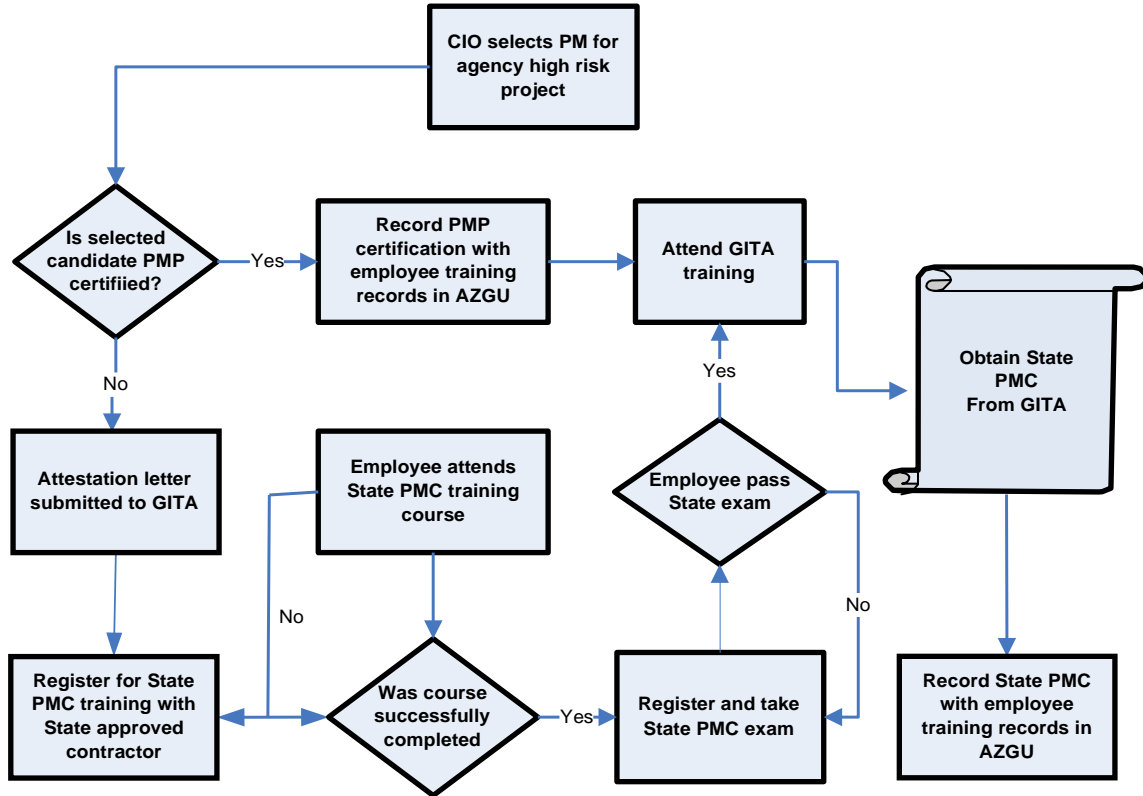 CIO selects PM for
agency high risk
project
Is selected
candidate PMP
certifiied?
Yes
Record PMP
certification with
employee training
records in AZGU
Attend GITA
training
Obtain State
PMC
From GITA
No
Yes
Attestation letter
submitted to GITA
Employee attends
State PMC training
course
Employee pass
State exam
No
No
Register for State
PMC training with
State approved
contractor
Was course
successfully
completed
Yes
Register and take
State PMC exam
Record State PMC
with employee
training records in
AZGU